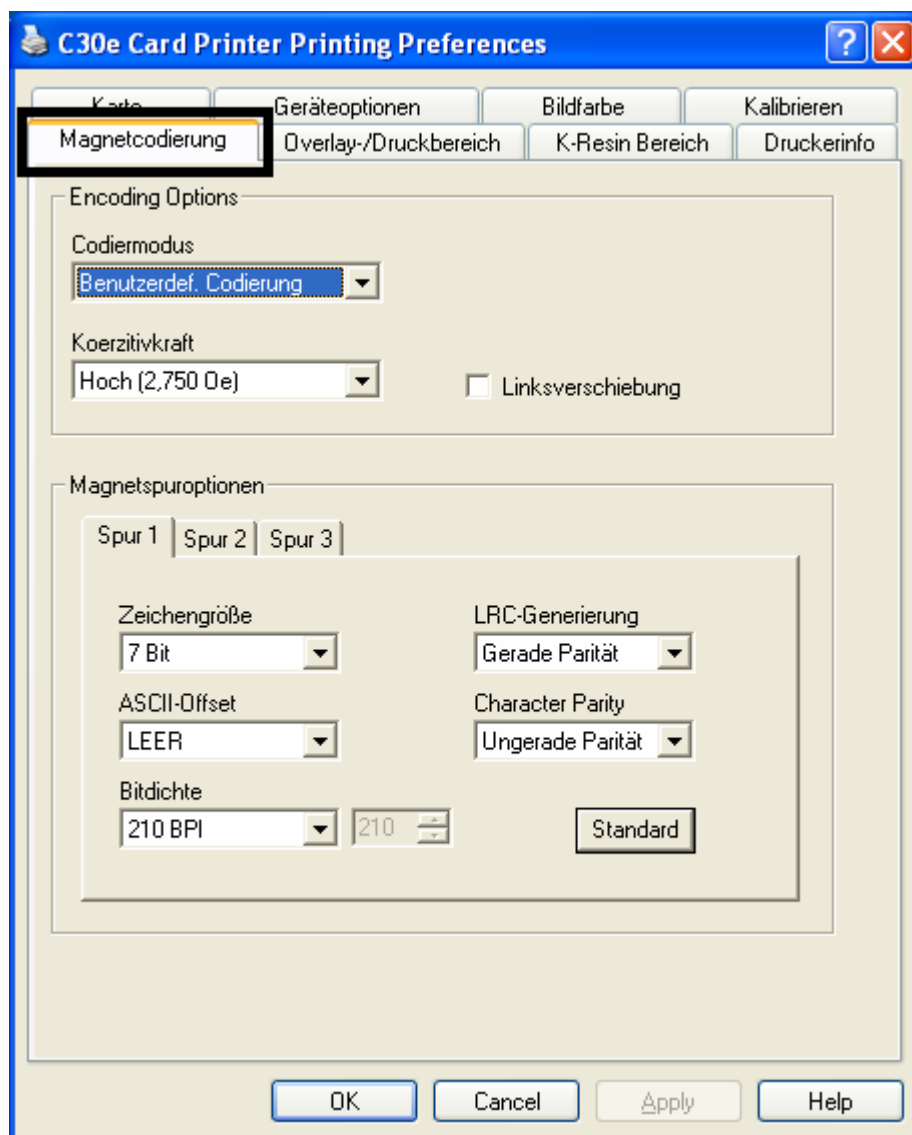 C30e Card Printer Printing Preferences
Karte Geräteoptionen Bildfarbe Kalibrieren
Magnetcodierung Overlay-/Druckbereich K-Resin Bereich Druckerinfo
Encoding Options
Codiermodus
Benutzerdef. Codierung
Koerzitivkraft
Hoch (2,750 Oe) Linksverschiebung
Magnetspuroptionen
Spur 1 Spur 2 Spur 3
Zeichengröße LRC-Generierung
7 Bit Gerade Parität
ASCII-Offset Character Parity
LEER Ungerade Parität
Bitdichte
210 BPI 210 Standard
OK Cancel Apply Help